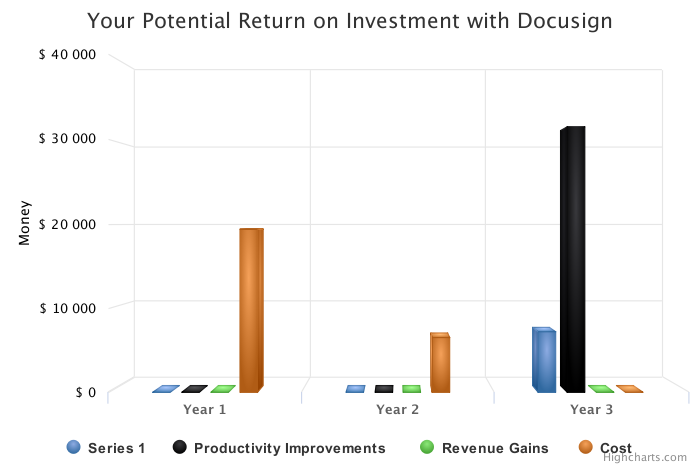 Your Potential Return on Investment with Docusign
$ 40 000
$ 30 000
$ 20 000
$ 10 000
$ 0
Money
Year 1
Year 2
Year 3
Series 1
Productivity Improvements
Revenue Gains
Cost
Highcharts.com